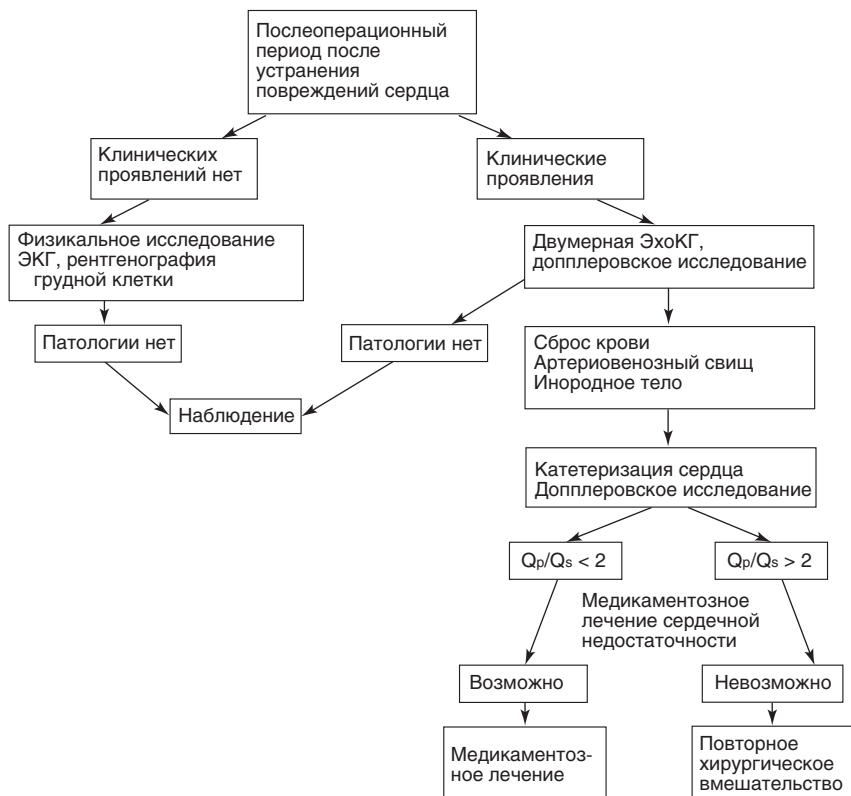 Послеоперационный
период после
устранения
повреждений сердца
Клинических
проявлений нет
Клинические
проявления
Физикальное исследование
ЭКГ, рентгенография
грудной клетки
Двумерная ЭхоКГ,
допплеровское исследование
Патологии нет
Патологии нет
Сброс крови
Артериовенозный свищ
Инородное тело
Наблюдение
Катетеризация сердца
Допплеровское исследование
Qp/Qs < 2
Qp/Qs > 2
Медикаментозное
лечение сердечной
недостаточности
Возможно
Невозможно
Медикаментоз-
ное лечение
Повторное
хирургическое
вмешательство